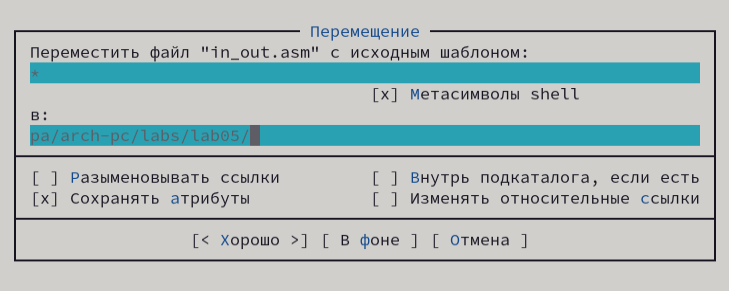 Перемещение
Переместить файл "in_out.asm" с исходным шаблоном:
*
[x] Метасимволы shell
в:
pa/arch-pc/labs/lab05/
[ ] Разыменовывать ссылки [ ] Внутрь подкаталога, если есть
[x] Сохранять атрибуты [ ] Изменять относительные ссылки
[< Хорошо >] [ В фоне ] [ Отмена ]